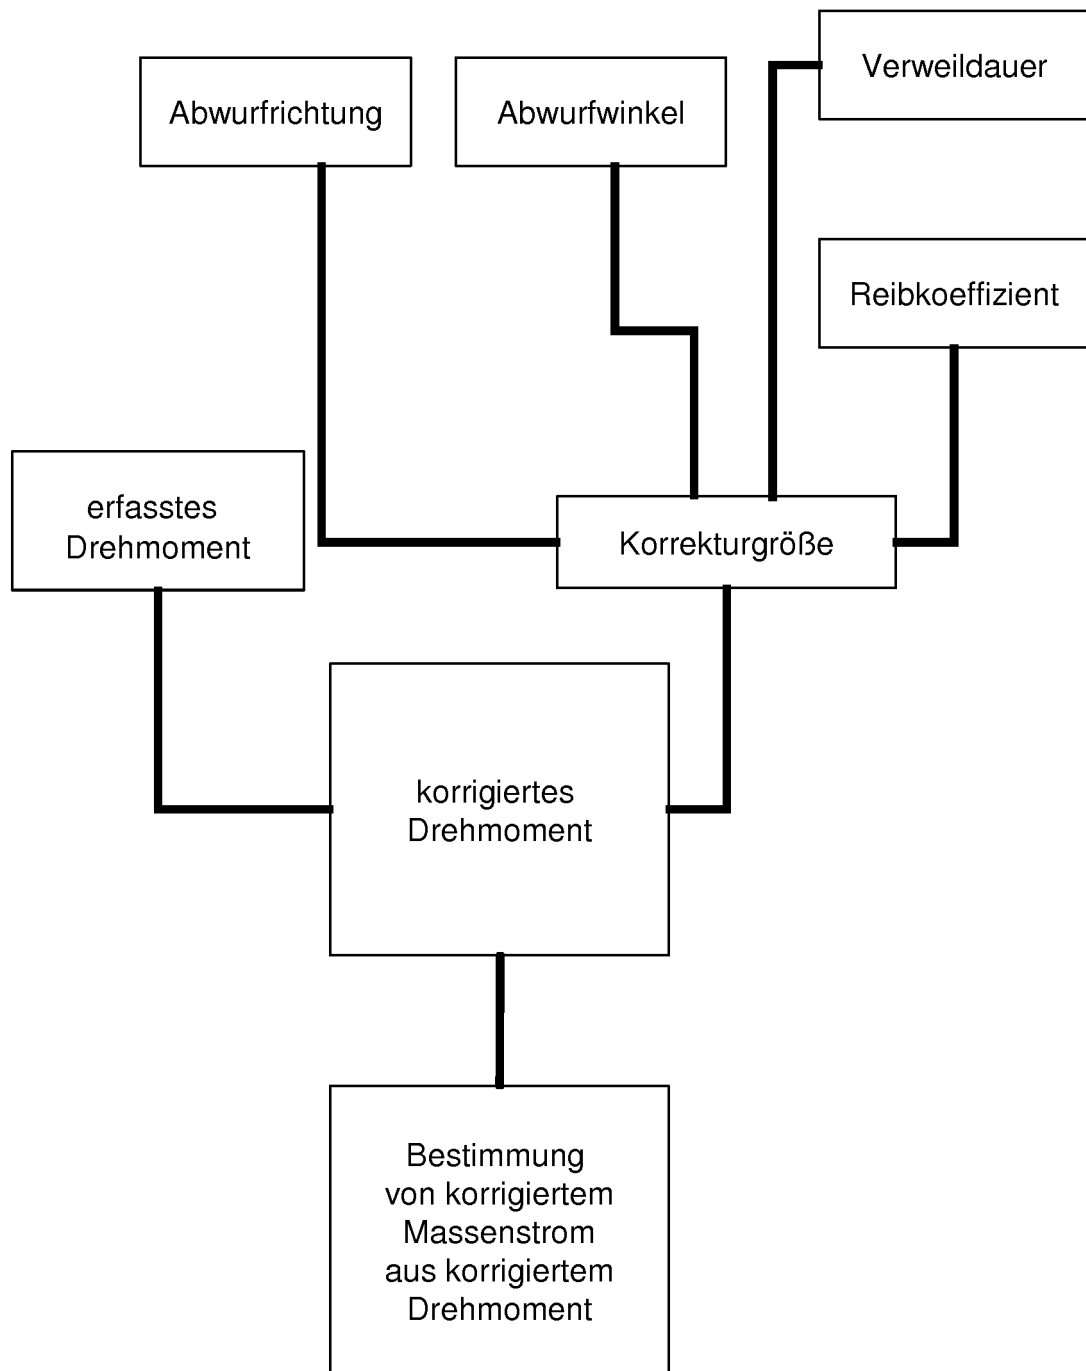 Verweildauer
Abwurfrichtung
Abwurfwinkel
Reibkoeffizient
erfasstes
Drehmoment
Korrekturgröße
korrigiertes
Drehmoment
Bestimmung
von korrigiertem
Massenstrom
aus korrigiertem
Drehmoment